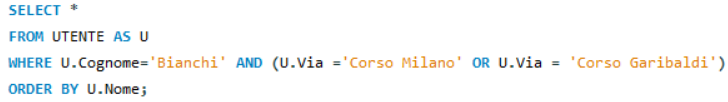 SELECT *
FROM UTENTE AS U
WHERE U.Cognome='Bianchi' AND (U.Via ='Corso Milano' OR U.Via = 'Corso Garibaldi')
ORDER BY U.Nome;